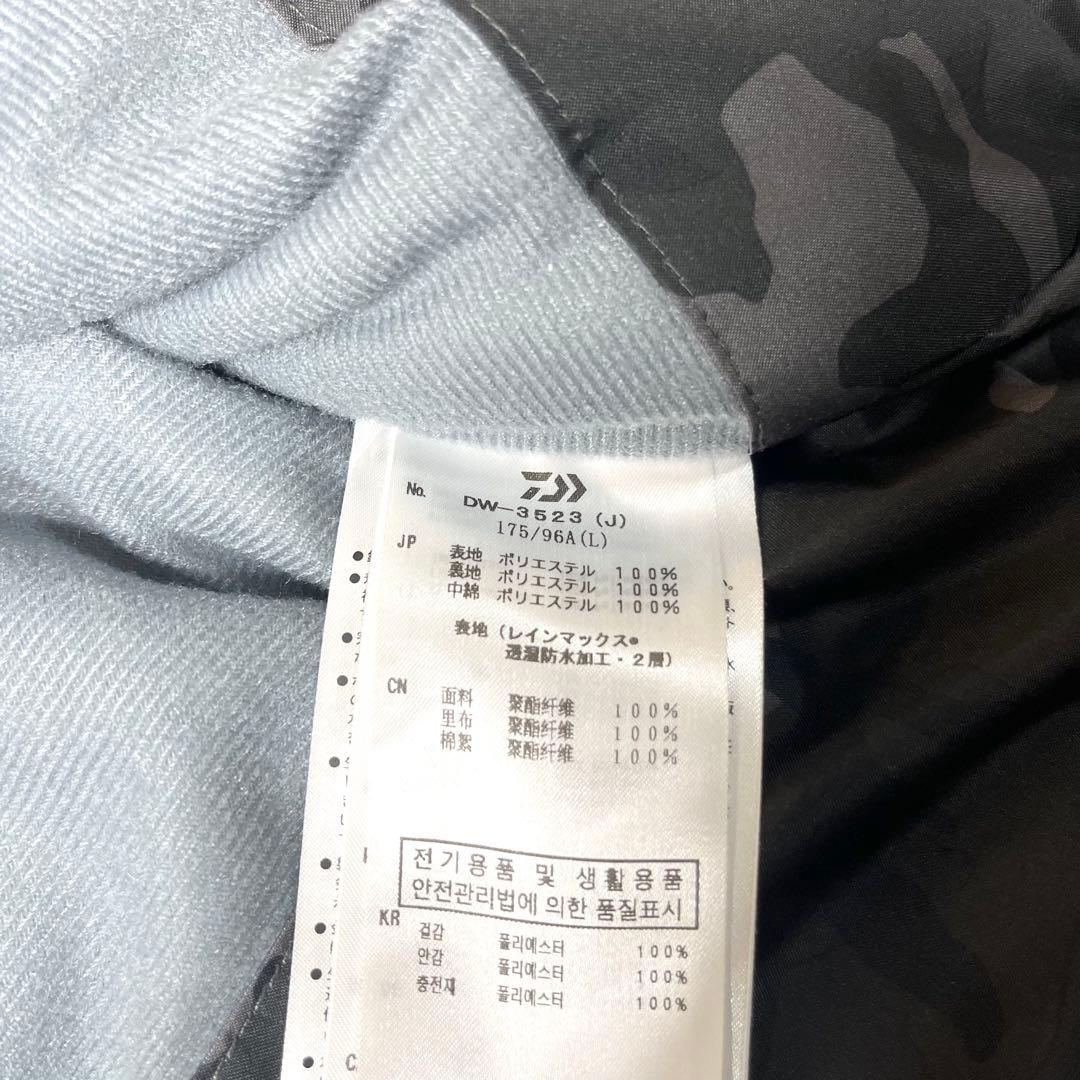 No. DW-3523 (J)
175/96A(L)
JP
表地 ポリエステル 100%
裏地 ポリエステル 100%
中綿 ポリエステル 100%
表地 (レインマックス®
透湿防水加工・2層)
CN
面料 聚酯纤维 100%
里布 聚酯纤维 100%
棉絮 聚酯纤维 100%
전기용품 및 생활용품
안전관리법에 의한 품질표시
KR
겉감 폴리에스터 100%
안감 폴리에스터 100%
충전재 폴리에스터 100%